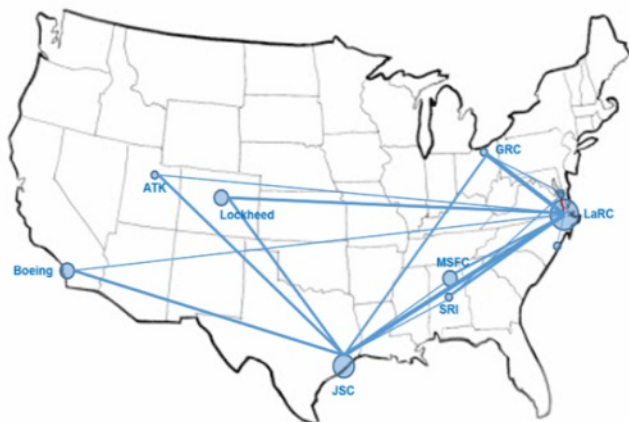 GRC
ATK
Lockheed
LaRC
Boeing
MSFC
SRI
JSC